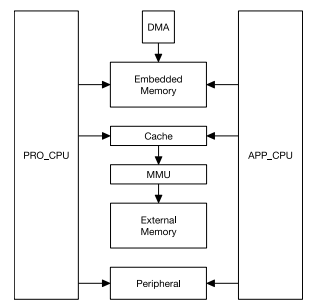 DMA
Embedded
Memory
Cache
PRO_CPU
MMU
APP_CPU
External
Memory
Peripheral